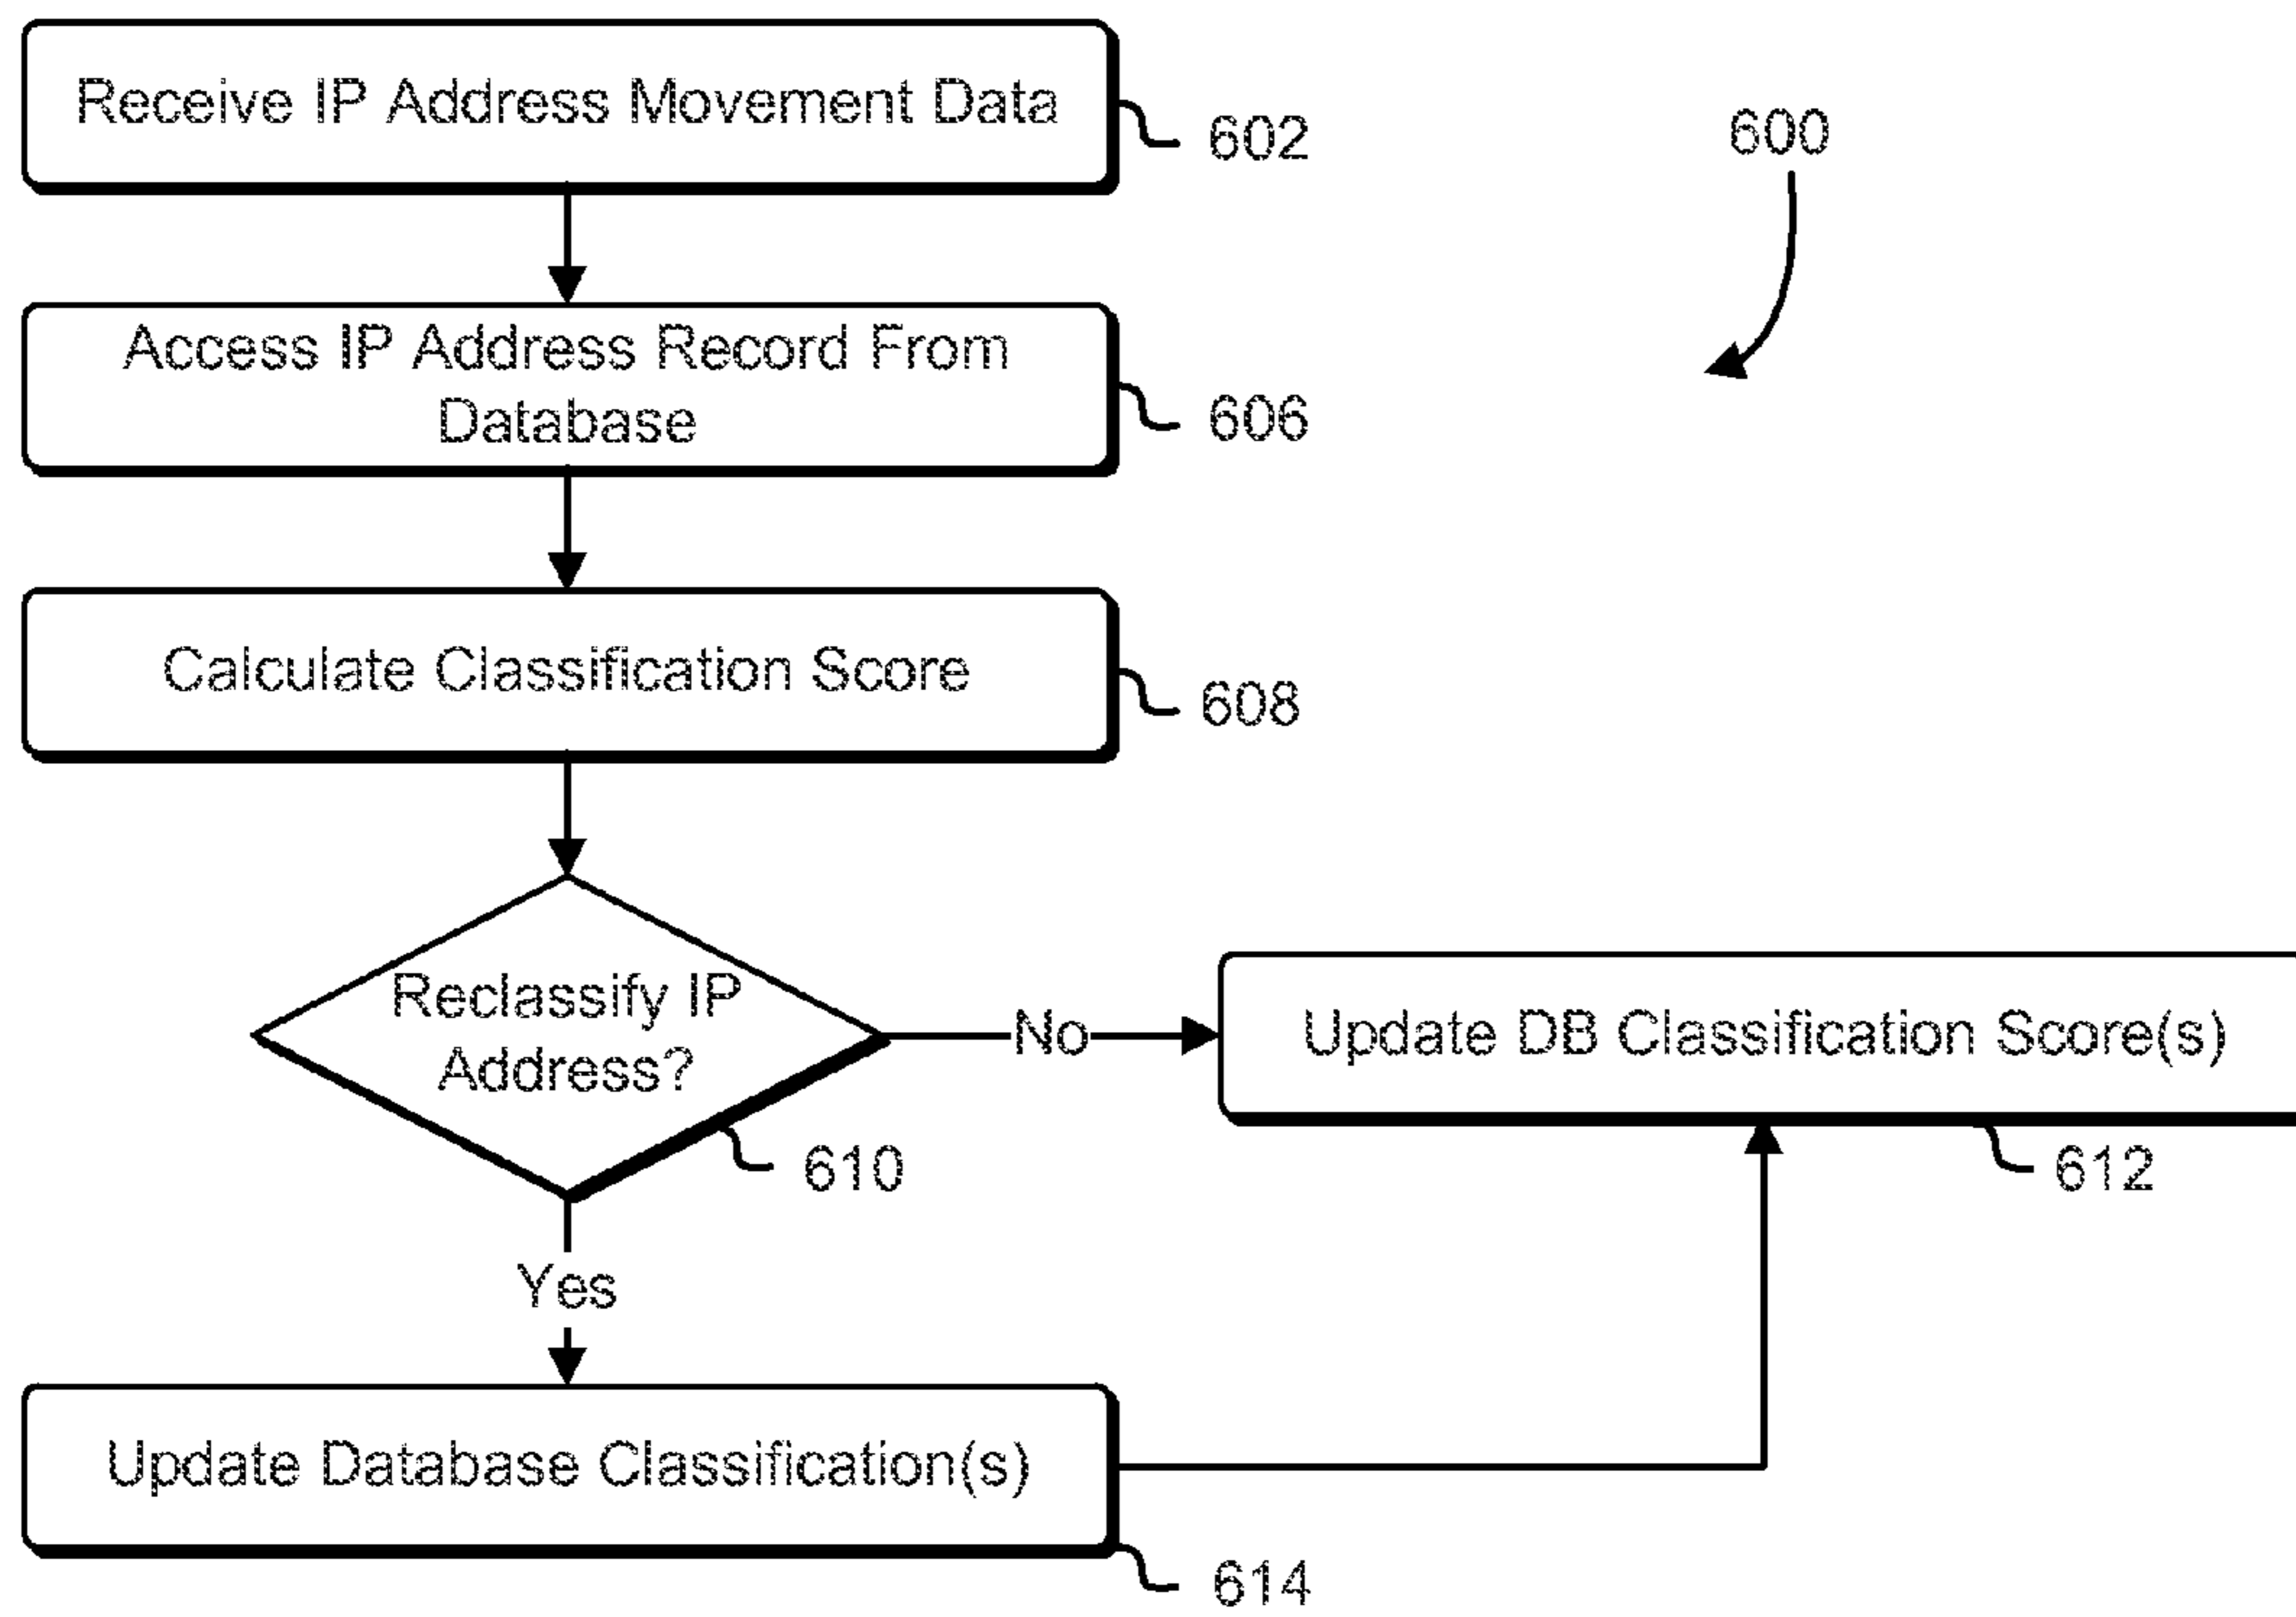 Receive IP Address Movement Data
602
600
Access IP Address Record From
Database
606
Calculate Classification Score
608
Reclassify IP
Address?
610
No
Update DB Classification Score(s)
612
Yes
Update Database Classification(s)
614